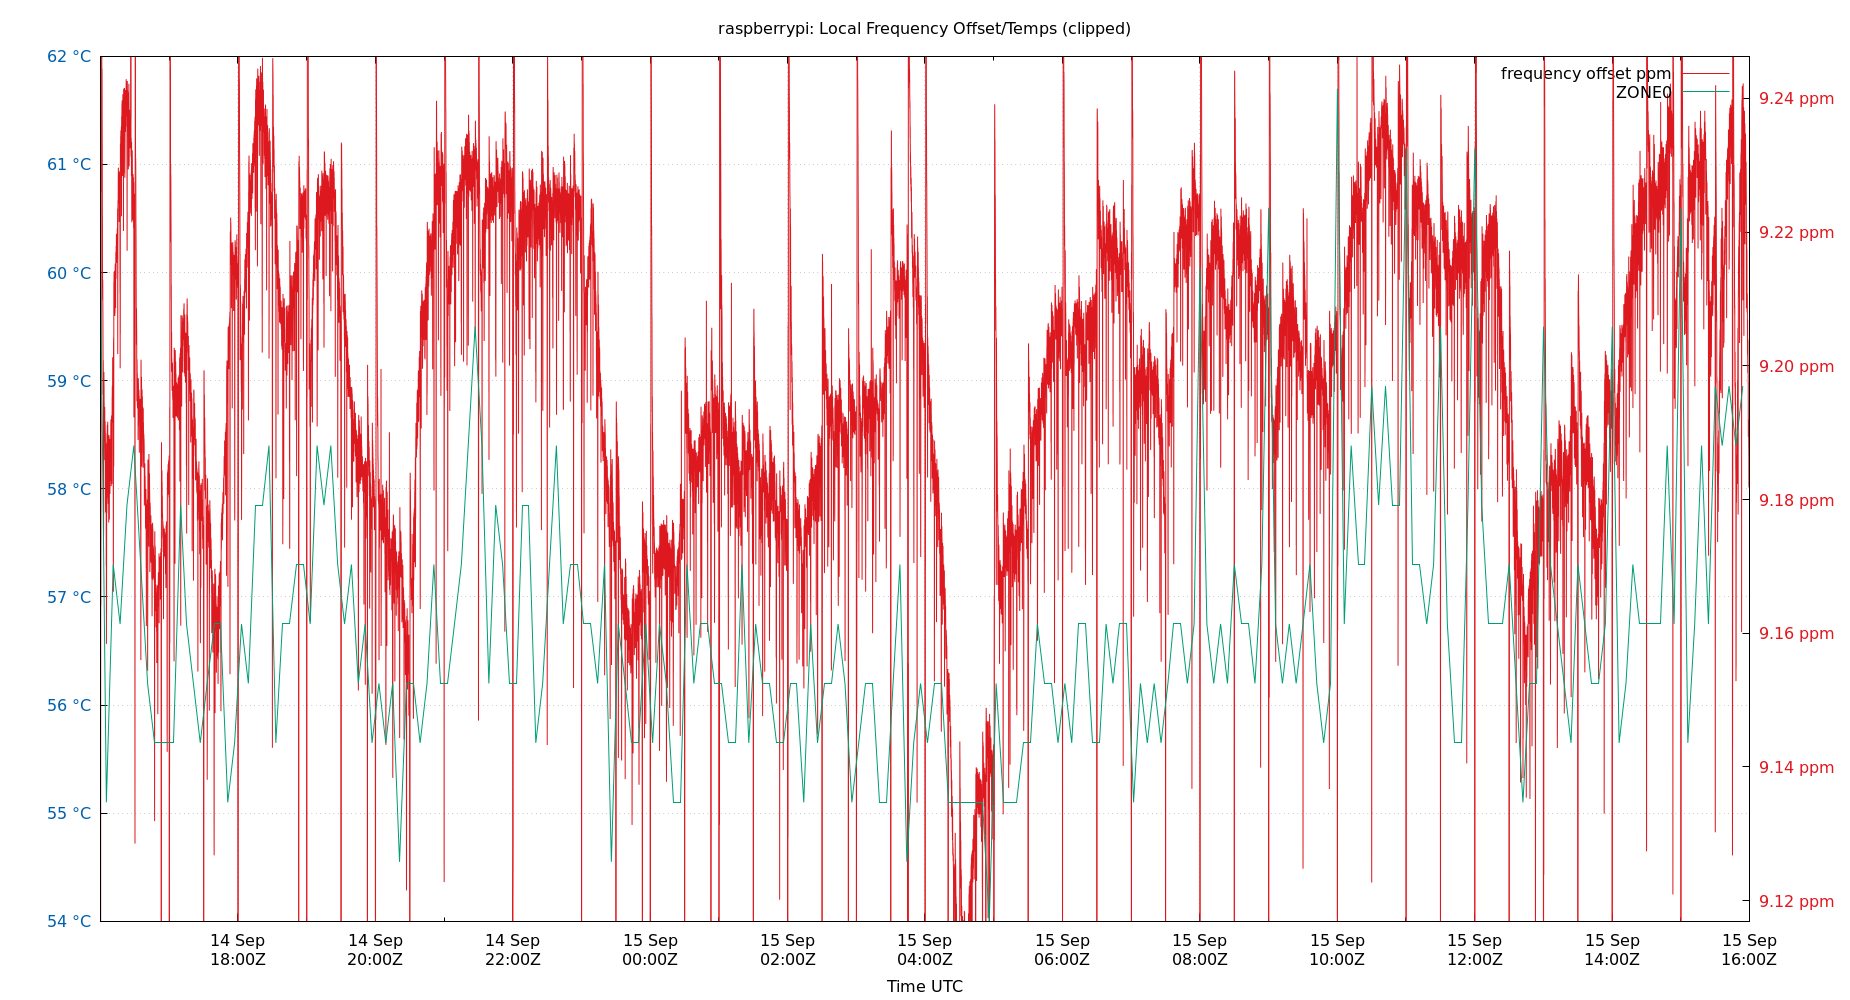 raspberrypi: Local Frequency Offset/Temps (clipped)
62 °C
61 °C
60 °C
59 °C
58 °C
57 °C
56 °C
55 °C
54 °C
frequency offset ppm
ZONE0
9.24 ppm
9.22 ppm
9.20 ppm
9.18 ppm
9.16 ppm
9.14 ppm
9.12 ppm
14 Sep 14 Sep 14 Sep 15 Sep 15 Sep 15 Sep 15 Sep 15 Sep 15 Sep 15 Sep 15 Sep 15 Sep
18:00Z 20:00Z 22:00Z 00:00Z 02:00Z 04:00Z 06:00Z 08:00Z 10:00Z 12:00Z 14:00Z 16:00Z
Time UTC